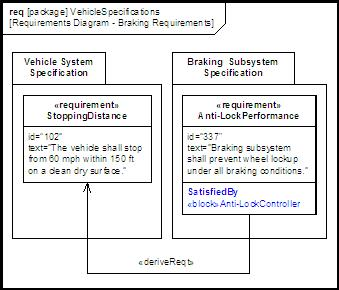 req [package] VehicleSpecifications
[Requirements Diagram - Braking Requirements]
Vehicle System
Specification
«requirement»
StoppingDistance
id="102"
text="The vehicle shall stop
from 60 mph within 150 ft
on a clean dry surface."
Braking Subsystem
Specification
«requirement»
Anti-LockPerformance
id="337"
text="Braking subsystem
shall prevent wheel lockup
under all braking conditions."
SatisfiedBy
«block» Anti-LockController
«deriveReqt»